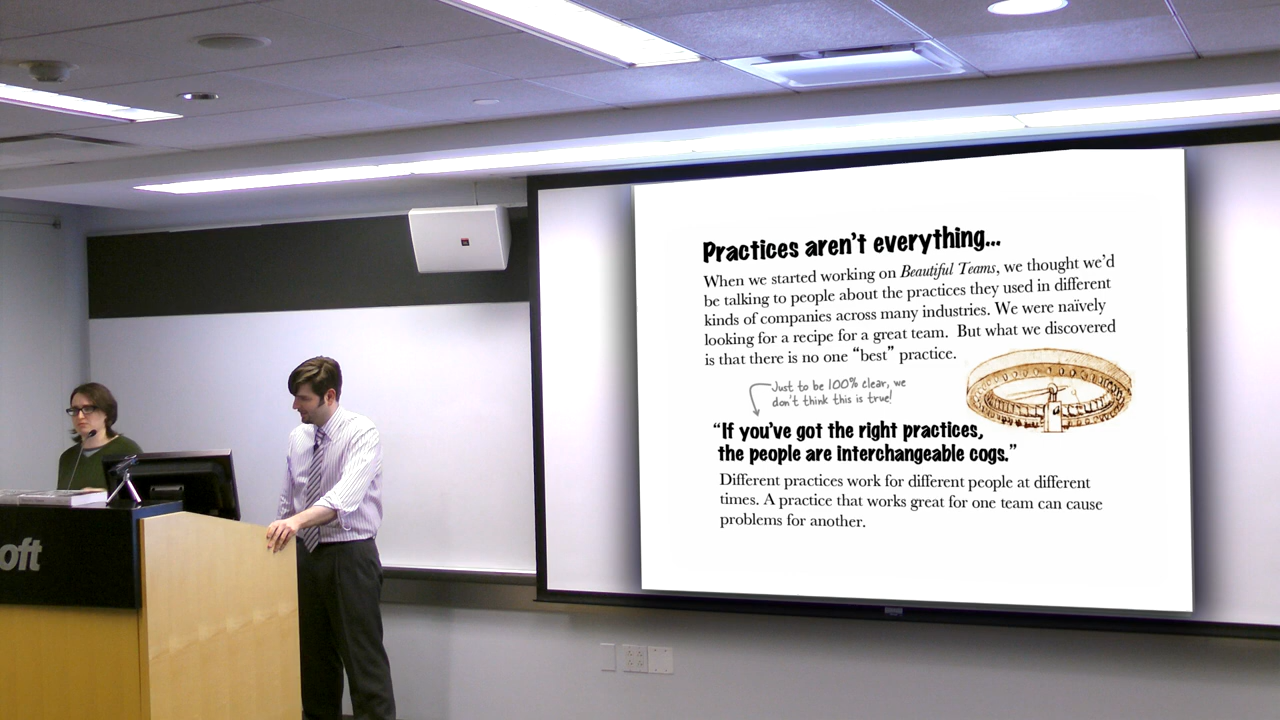 Practices aren't everything...
When we started working on Beautiful Teams, we thought we'd
be talking to people about the practices they used in different
kinds of companies across many industries. We were naïvely
looking for a recipe for a great team. But what we discovered
is that there is no one "best" practice.
Just to be 100% clear, we
don't think this is true!
"If you've got the right practices,
the people are interchangeable cogs."
Different practices work for different people at different
times. A practice that works great for one team can cause
problems for another.
oft